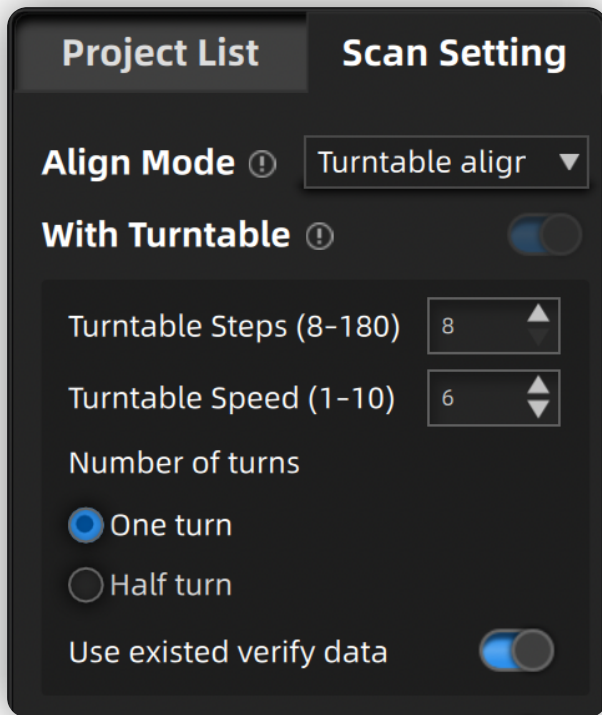 Project List
Scan Setting
Align Mode
Turntable aligr
With Turntable
Turntable Steps (8-180)
8
Turntable Speed (1-10)
6
Number of turns
One turn
Half turn
Use existed verify data